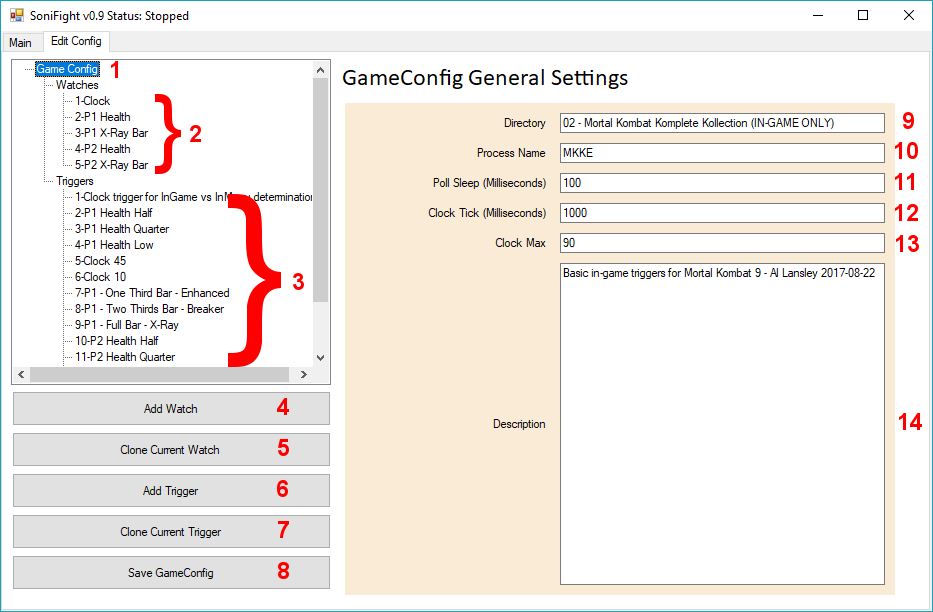 SoniFight v0.9 Status: Stopped
Main Edit Config
Game Config 1
Watches
1-Clock
2-P1 Health
3-P1 X-Ray Bar
4-P2 Health
5-P2 X-Ray Bar
2
Triggers
1-Clock trigger for InGame vs InMenu determination
2-P1 Health Half
3-P1 Health Quarter
4-P1 Health Low
5-Clock 45
6-Clock 10
7-P1 - One Third Bar - Enhanced
8-P1 - Two Thirds Bar - Breaker
9-P1 - Full Bar - X-Ray
10-P2 Health Half
11-P2 Health Quarter
3
Add Watch 4
Clone Current Watch 5
Add Trigger 6
Clone Current Trigger 7
Save GameConfig 8
GameConfig General Settings
Directory 02 - Mortal Kombat Komplete Kollection (IN-GAME ONLY) 9
Process Name MKKE 10
Poll Sleep (Milliseconds) 100 11
Clock Tick (Milliseconds) 1000 12
Clock Max 90 13
Description Basic in-game triggers for Mortal Kombat 9 - Al Lansley 2017-08-22 14